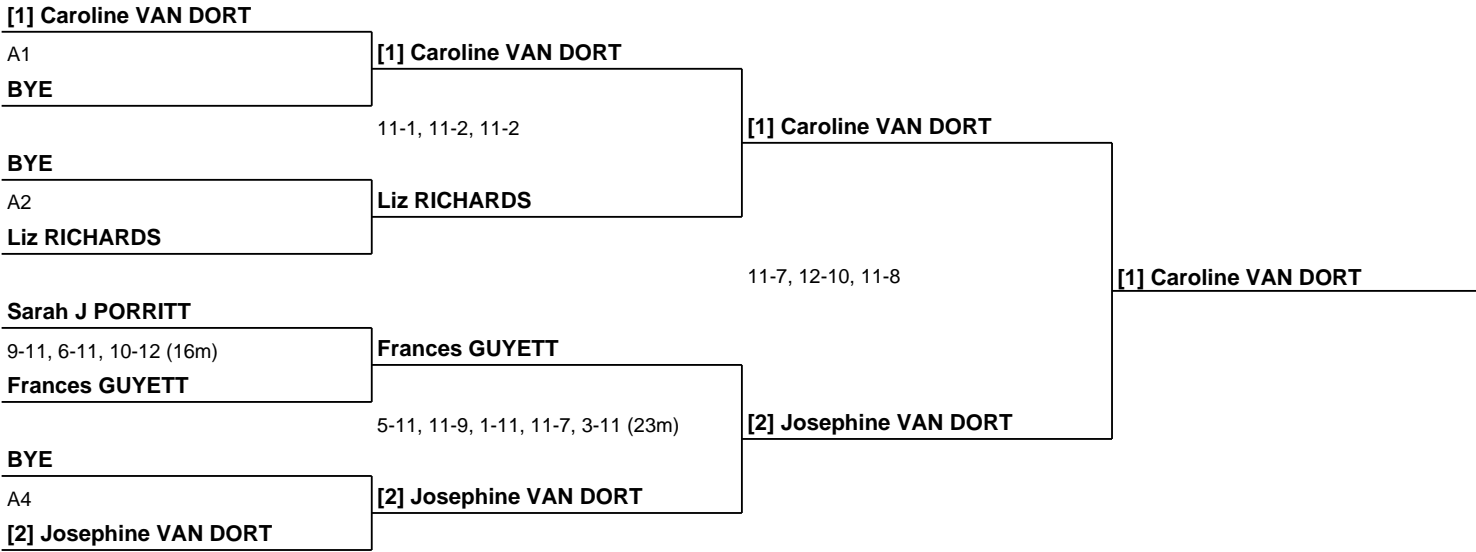 [1] Caroline VAN DORT
A1
BYE
[1] Caroline VAN DORT
11-1, 11-2, 11-2
BYE
A2
Liz RICHARDS
Liz RICHARDS
[1] Caroline VAN DORT
11-7, 12-10, 11-8
[1] Caroline VAN DORT
Sarah J PORRITT
9-11, 6-11, 10-12 (16m)
Frances GUYETT
Frances GUYETT
5-11, 11-9, 1-11, 11-7, 3-11 (23m)
[2] Josephine VAN DORT
BYE
A4
[2] Josephine VAN DORT
[2] Josephine VAN DORT